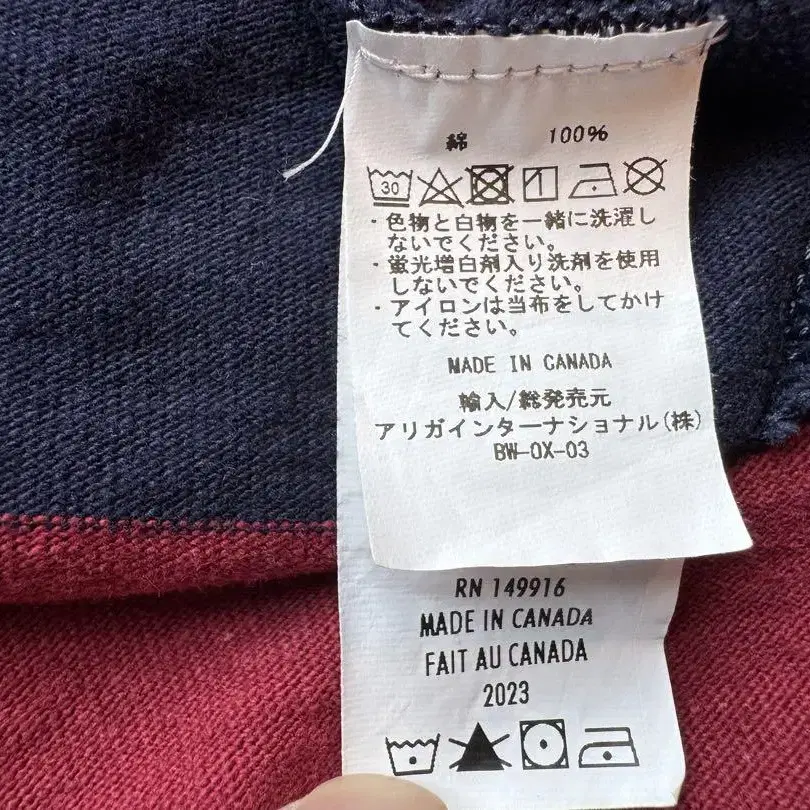 綿 100%
30
・色物と白物を一緒に洗濯し
ないでください。
・蛍光増白剤入り洗剤を使用
しないでください。
・アイロンは当布をしてかけ
てください。
MADE IN CANADA
輸入/総発売元
アリガインターナショナル(株)
BW-OX-03
RN 149916
MADE IN CANADA
FAIT AU CANADA
2023